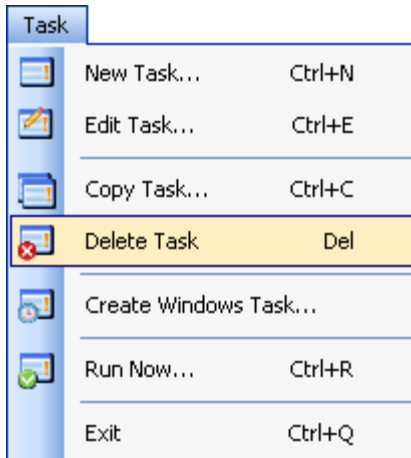 Task
New Task... Ctrl+N
Edit Task... Ctrl+E
Copy Task... Ctrl+C
Delete Task Del
Create Windows Task...
Run Now... Ctrl+R
Exit Ctrl+Q